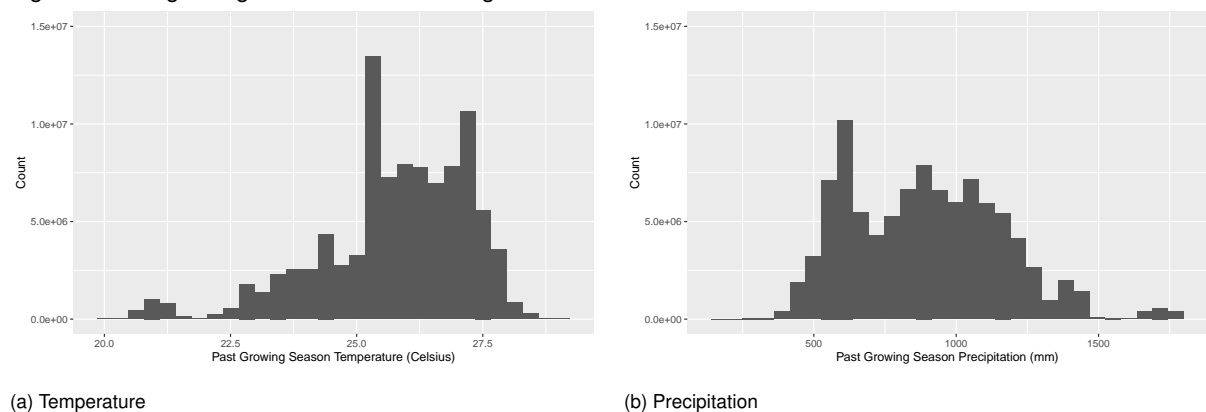 1.5e+07
1.0e+07
5.0e+06
0.0e+00
Count
20.0 22.5 25.0 27.5
Past Growing Season Temperature (Celsius)
(a) Temperature
1.5e+07
1.0e+07
5.0e+06
0.0e+00
Count
500 1000 1500
Past Growing Season Precipitation (mm)
(b) Precipitation